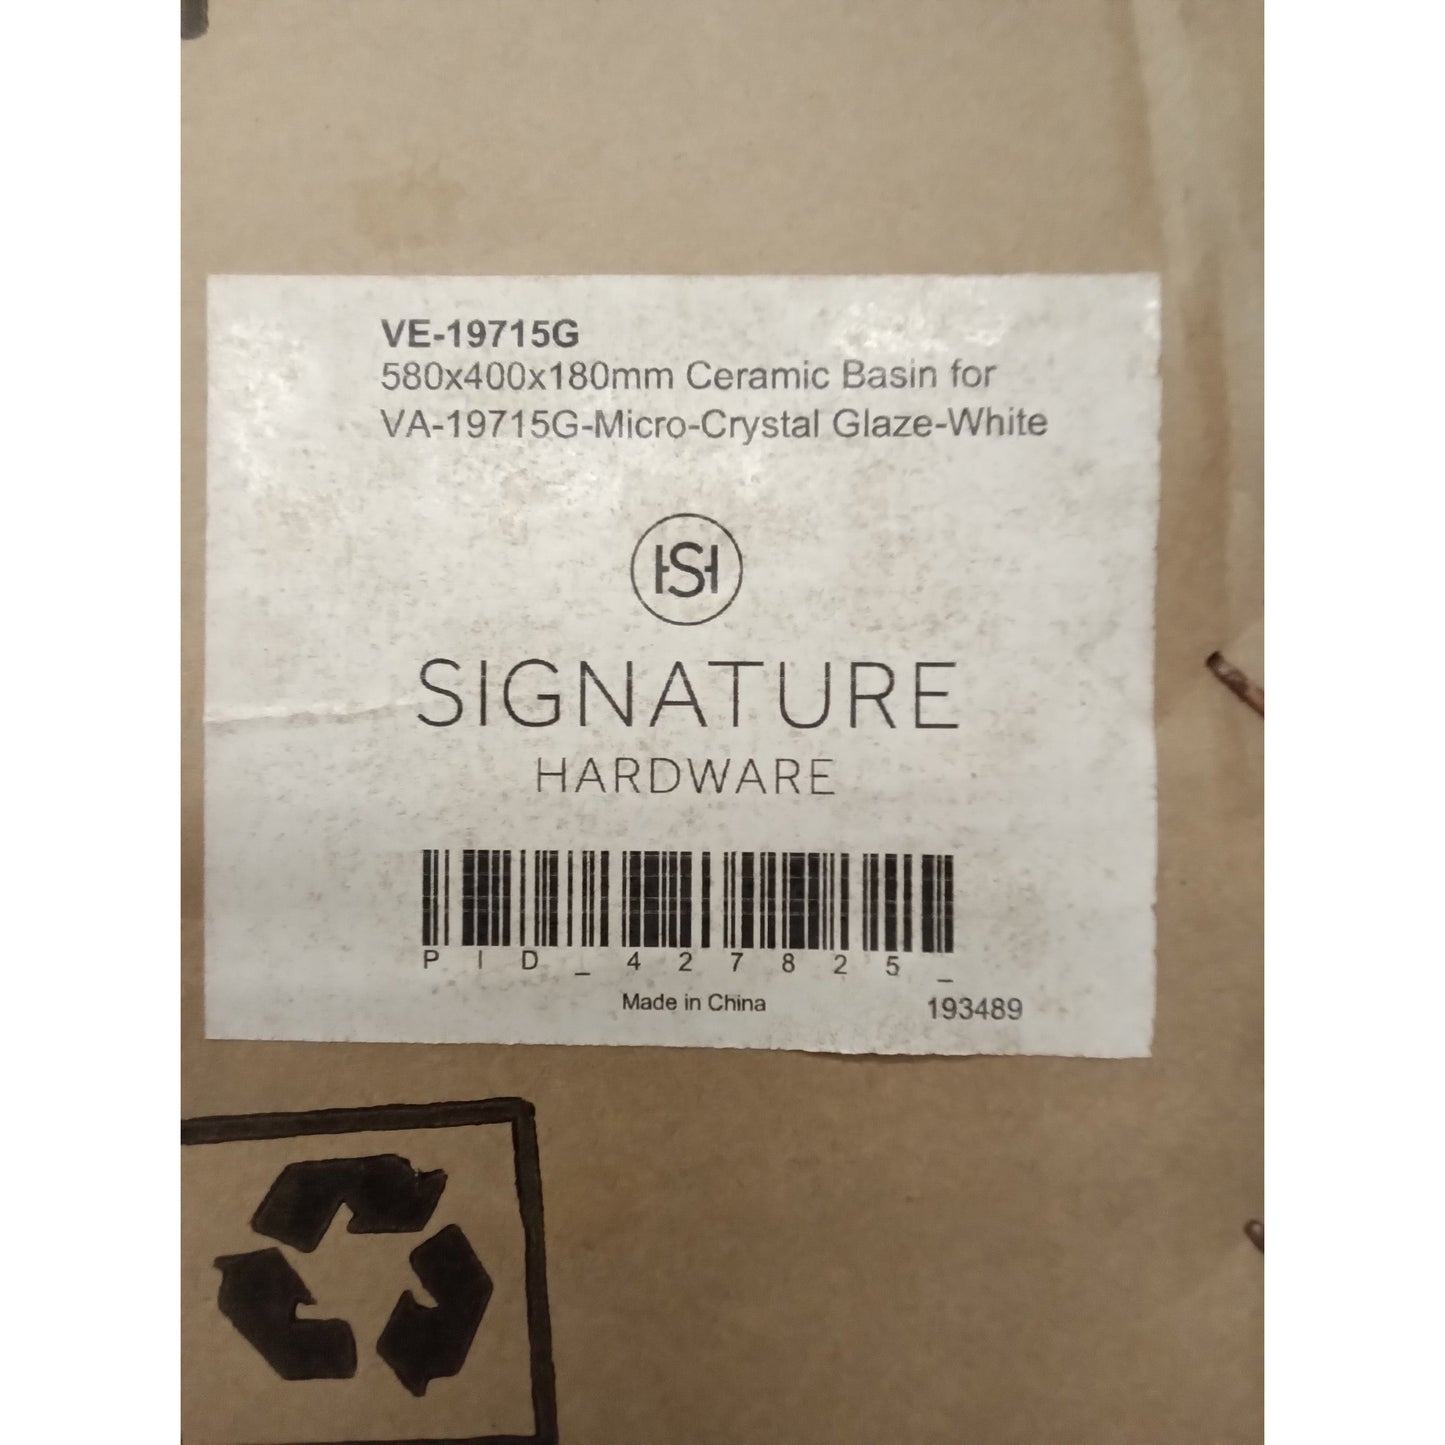 VE-19715G
580x400x180mm Ceramic Basin for
VA-19715G-Micro-Crystal Glaze-White
HSH
SIGNATURE
HARDWARE
PID_427825_
Made in China
193489